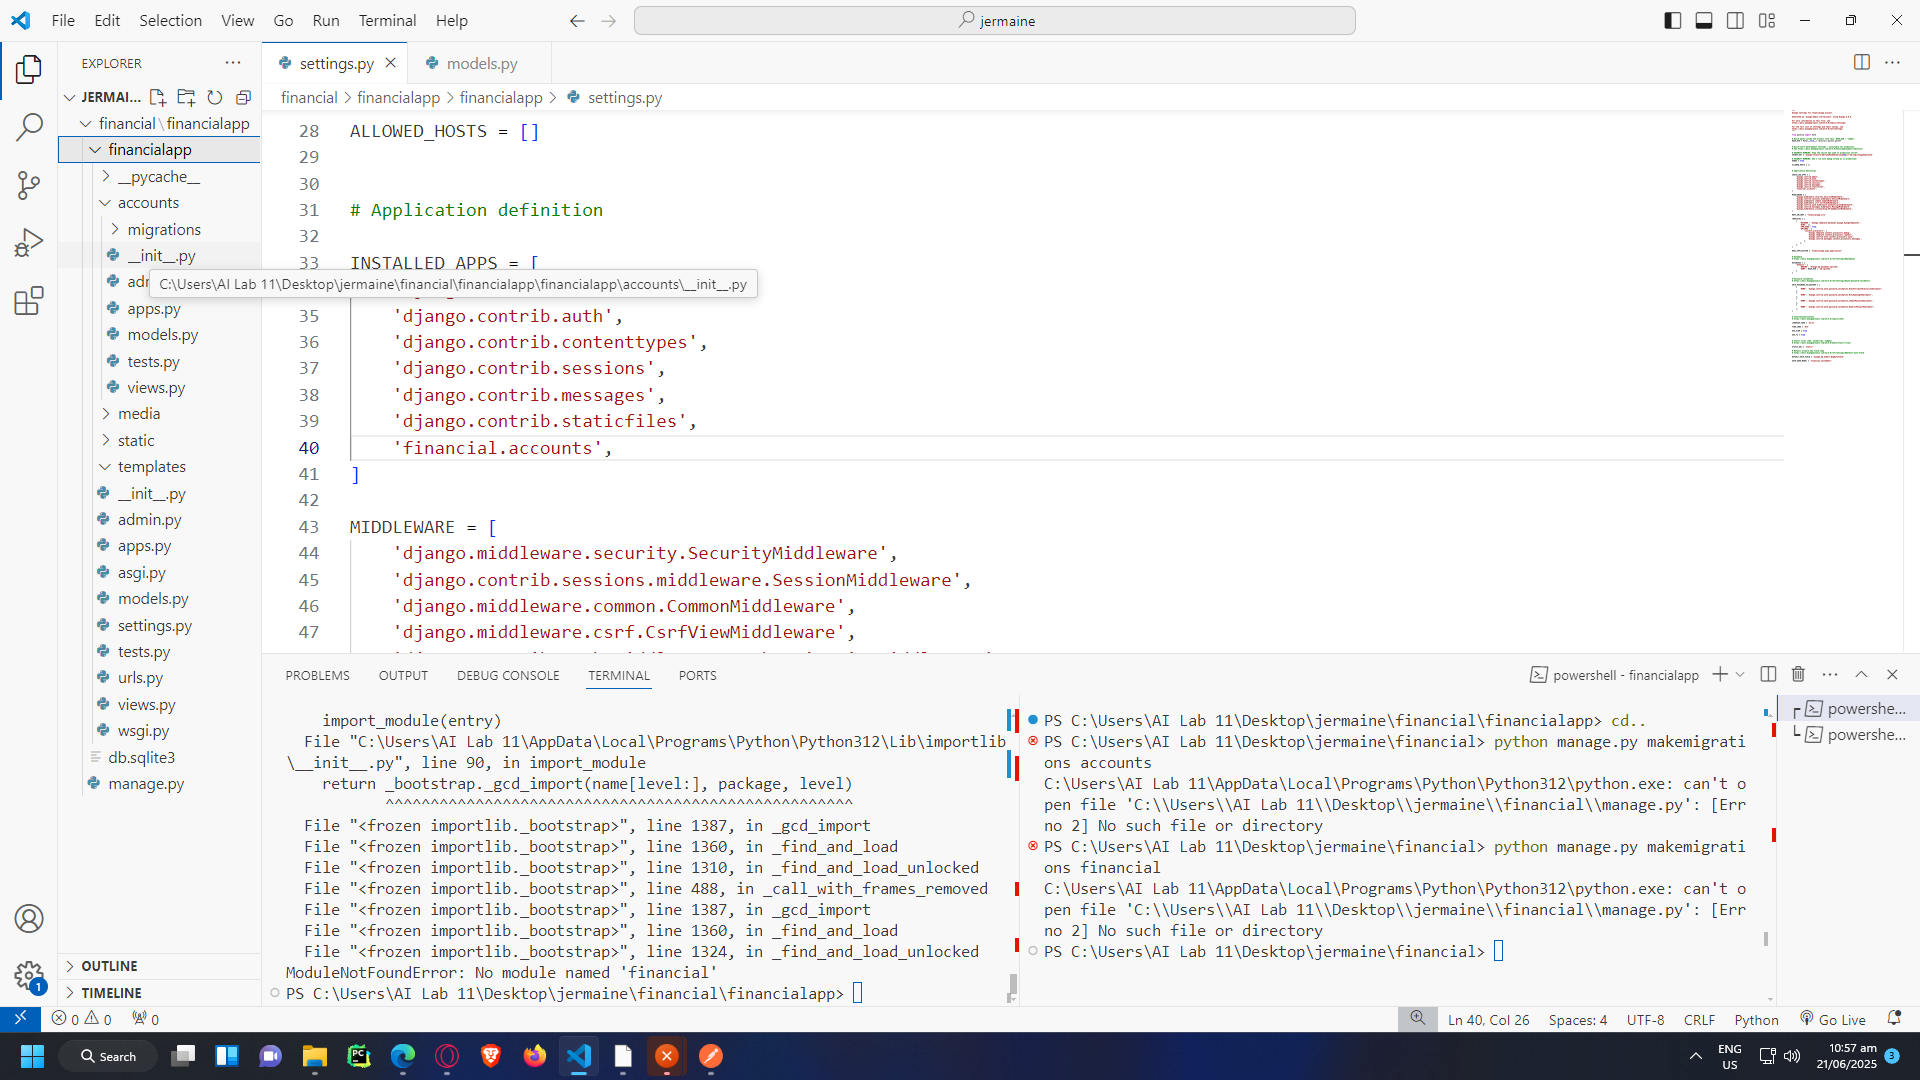 File Edit Selection View Go Run Terminal Help
jermaine
EXPLORER
settings.py
models.py
JERMAI...
financial > financialapp > financialapp > settings.py
financial\financialapp
financialapp
__pycache__
accounts
migrations
__init__.py
adn
apps.py
models.py
tests.py
views.py
media
static
templates
__init__.py
admin.py
apps.py
asgi.py
models.py
settings.py
tests.py
urls.py
views.py
wsgi.py
db.sqlite3
manage.py
OUTLINE
TIMELINE
28 ALLOWED_HOSTS = []
29
30
31 # Application definition
32
33 INSTALLED_APPS = [
C:\Users\AI Lab 11\Desktop\jermaine\financial\financialapp\financialapp\accounts\__init__.py
35 'django.contrib.auth',
36 'django.contrib.contenttypes',
37 'django.contrib.sessions',
38 'django.contrib.messages',
39 'django.contrib.staticfiles',
40 'financial.accounts',
41 ]
42
43 MIDDLEWARE = [
44 'django.middleware.security.SecurityMiddleware',
45 'django.contrib.sessions.middleware.SessionMiddleware',
46 'django.middleware.common.CommonMiddleware',
47 'django.middleware.csrf.CsrfViewMiddleware',
PROBLEMS OUTPUT DEBUG CONSOLE TERMINAL PORTS
powershell - financialapp
import_module(entry)
File "C:\Users\AI Lab 11\AppData\Local\Programs\Python\Python312\Lib\importlib
\__init__.py", line 90, in import_module
return _bootstrap._gcd_import(name[level:], package, level)
^^^^^^^^^^^^^^^^^^^^^^^^^^^^^^^^^^^^^^^^^^^^^^^^^^^^
File "<frozen importlib._bootstrap>", line 1387, in _gcd_import
File "<frozen importlib._bootstrap>", line 1360, in _find_and_load
File "<frozen importlib._bootstrap>", line 1310, in _find_and_load_unlocked
File "<frozen importlib._bootstrap>", line 488, in _call_with_frames_removed
File "<frozen importlib._bootstrap>", line 1387, in _gcd_import
File "<frozen importlib._bootstrap>", line 1360, in _find_and_load
File "<frozen importlib._bootstrap>", line 1324, in _find_and_load_unlocked
ModuleNotFoundError: No module named 'financial'
PS C:\Users\AI Lab 11\Desktop\jermaine\financial\financialapp>
PS C:\Users\AI Lab 11\Desktop\jermaine\financial\financialapp> cd..
PS C:\Users\AI Lab 11\Desktop\jermaine\financial> python manage.py makemigrati
ons accounts
C:\Users\AI Lab 11\AppData\Local\Programs\Python\Python312\python.exe: can't o
pen file 'C:\\Users\\AI Lab 11\\Desktop\\jermaine\\financial\\manage.py': [Err
no 2] No such file or directory
PS C:\Users\AI Lab 11\Desktop\jermaine\financial> python manage.py makemigrati
ons financial
C:\Users\AI Lab 11\AppData\Local\Programs\Python\Python312\python.exe: can't o
pen file 'C:\\Users\\AI Lab 11\\Desktop\\jermaine\\financial\\manage.py': [Err
no 2] No such file or directory
PS C:\Users\AI Lab 11\Desktop\jermaine\financial>
powershe...
powershe...
1
0 0 0
Ln 40, Col 26 Spaces: 4 UTF-8 CRLF Python Go Live
Search
PC
ENG
US
10:57 am
21/06/2025
3